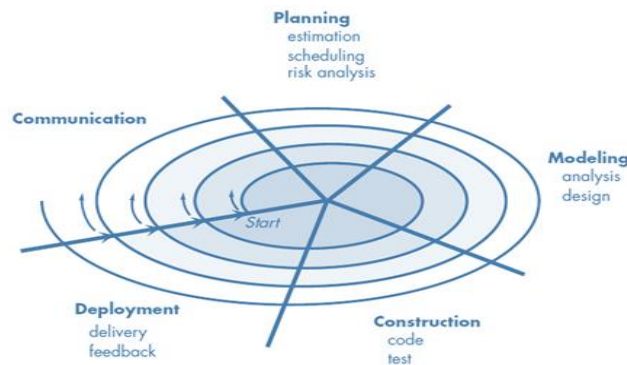 Planning
estimation
scheduling
risk analysis
Communication
Modeling
analysis
design
Start
Deployment
delivery
feedback
Construction
code
test